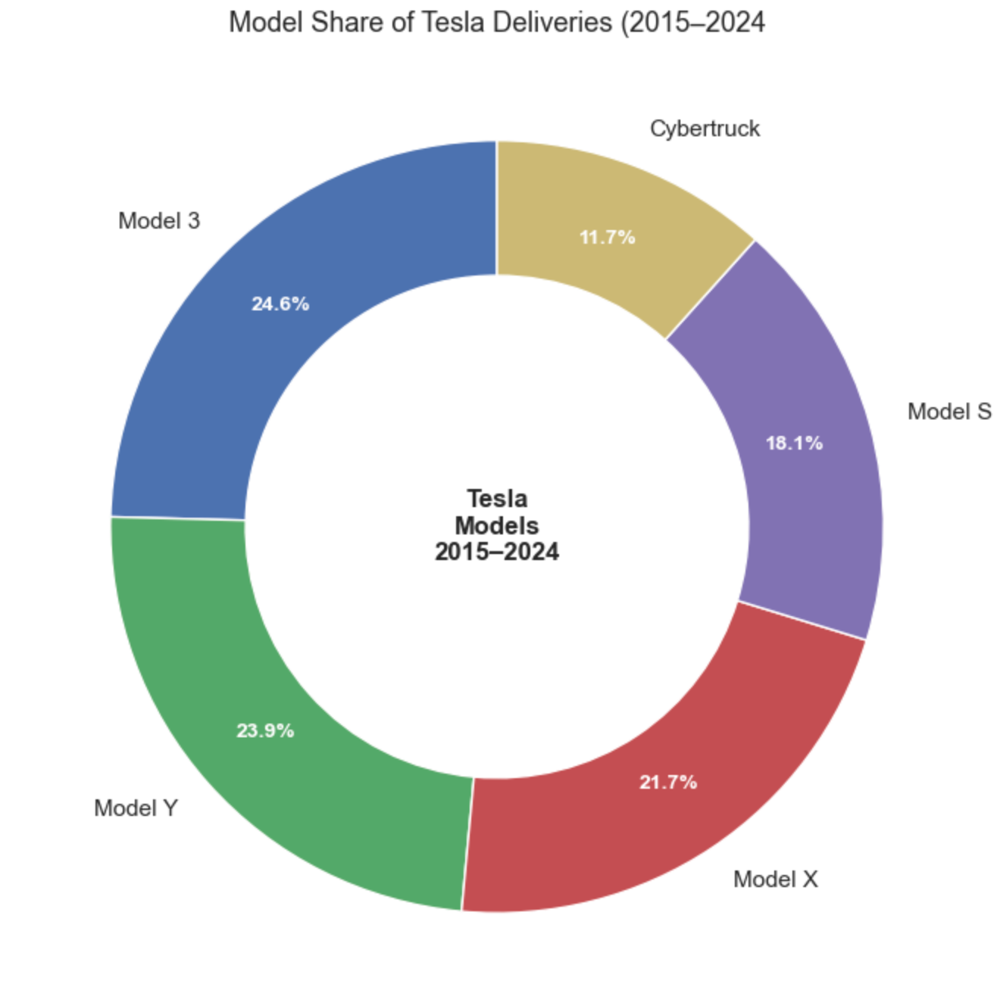 Model Share of Tesla Deliveries (2015–2024
Cybertruck
11.7%
Model 3
24.6%
Model S
18.1%
Tesla
Models
2015–2024
23.9%
Model Y
21.7%
Model X